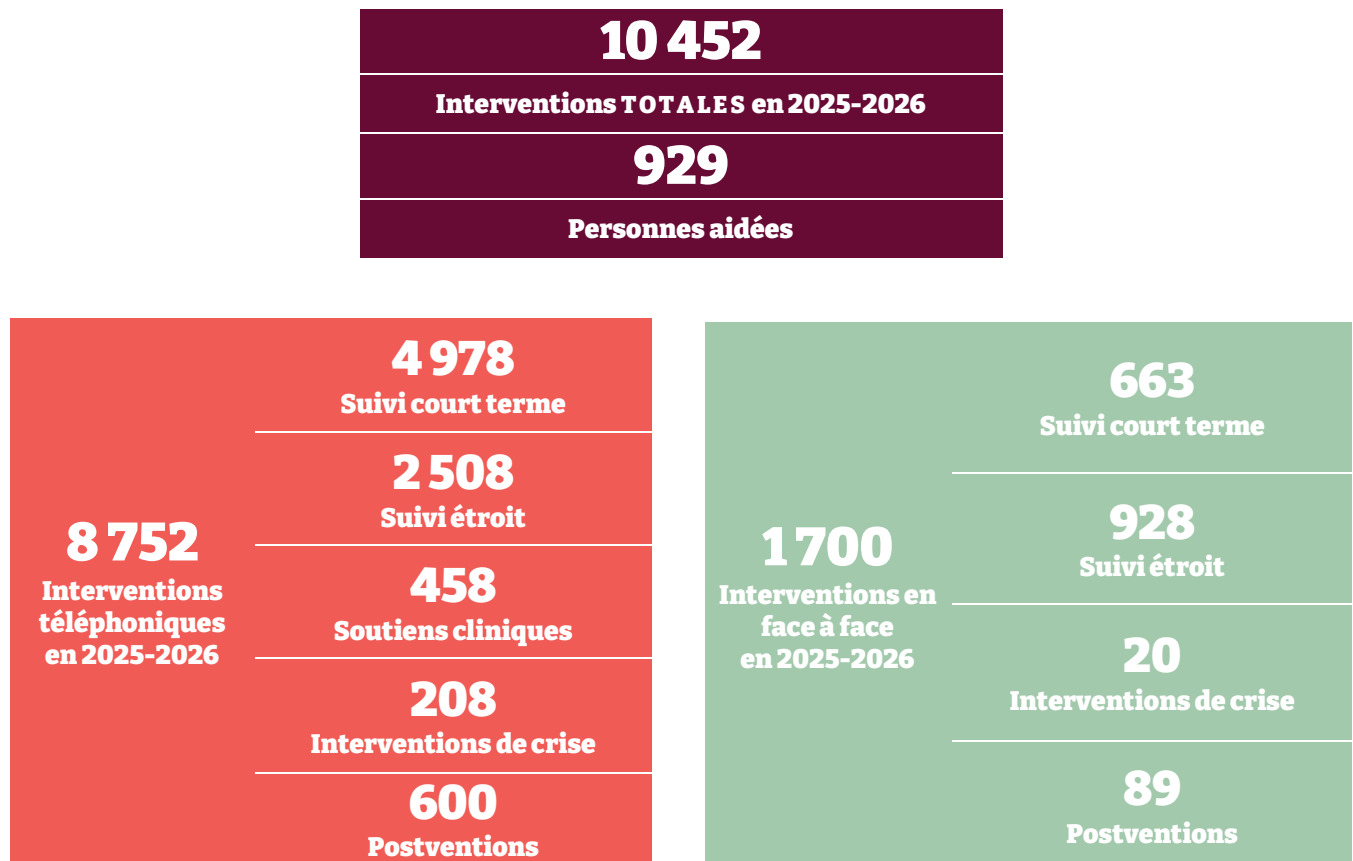 10 452
Interventions TOTALES en 2025-2026
929
Personnes aidées
8 752
Interventions
téléphoniques
en 2025-2026
4 978
Suivi court terme
2 508
Suivi étroit
458
Soutiens cliniques
208
Interventions de crise
600
Postventions
1 700
Interventions en
face à face
en 2025-2026
663
Suivi court terme
928
Suivi étroit
20
Interventions de crise
89
Postventions